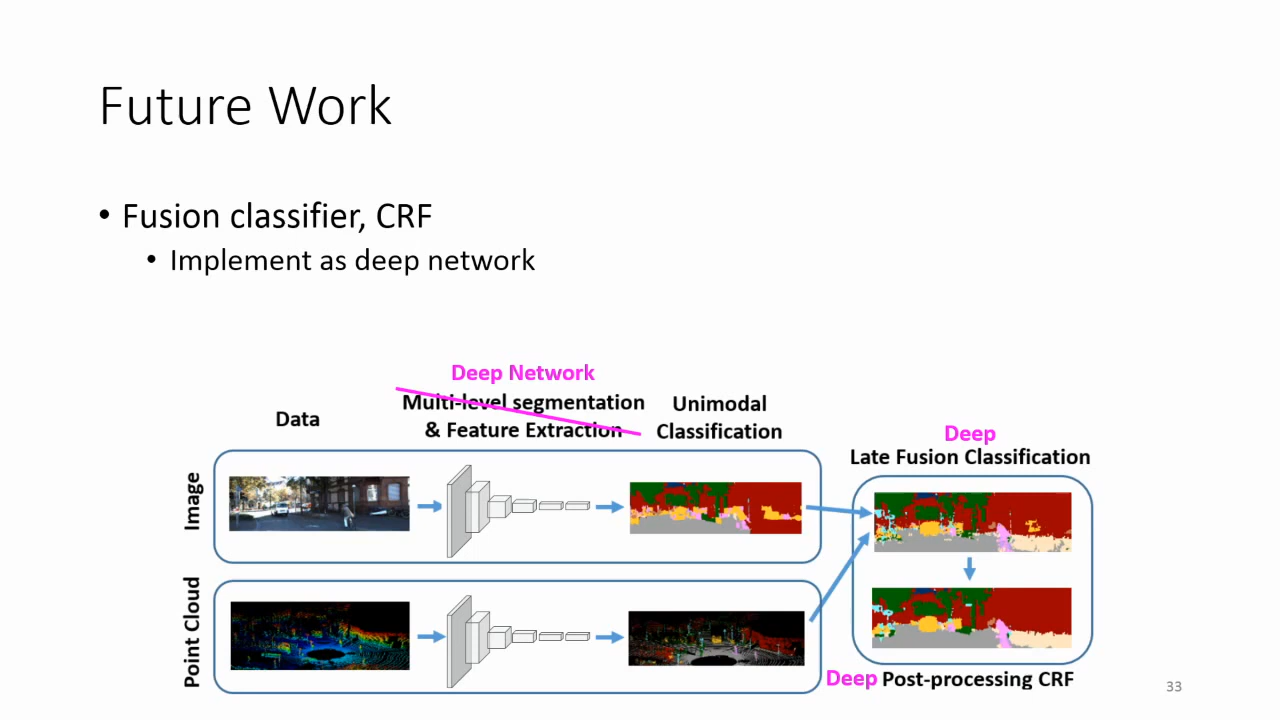 Future Work
• Fusion classifier, CRF
• Implement as deep network
Deep Network
Multi-level segmentation
& Feature Extraction
Data
Unimodal
Classification
Deep
Late Fusion Classification
Image
Point Cloud
Deep Post-processing CRF
33